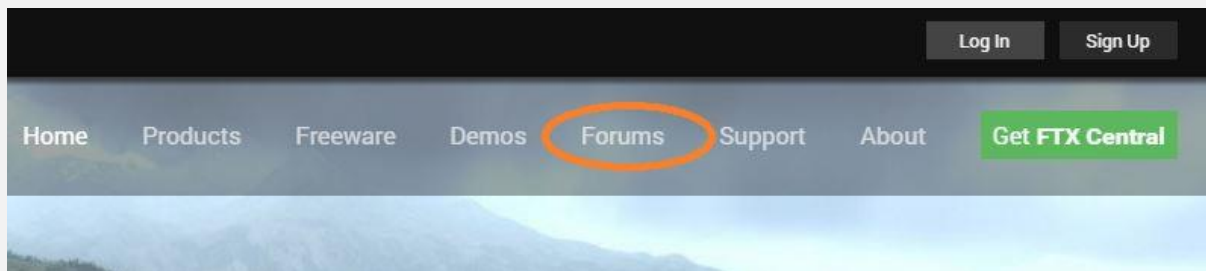 Log In Sign Up
Home Products Freeware Demos Forums Support About Get FTX Central